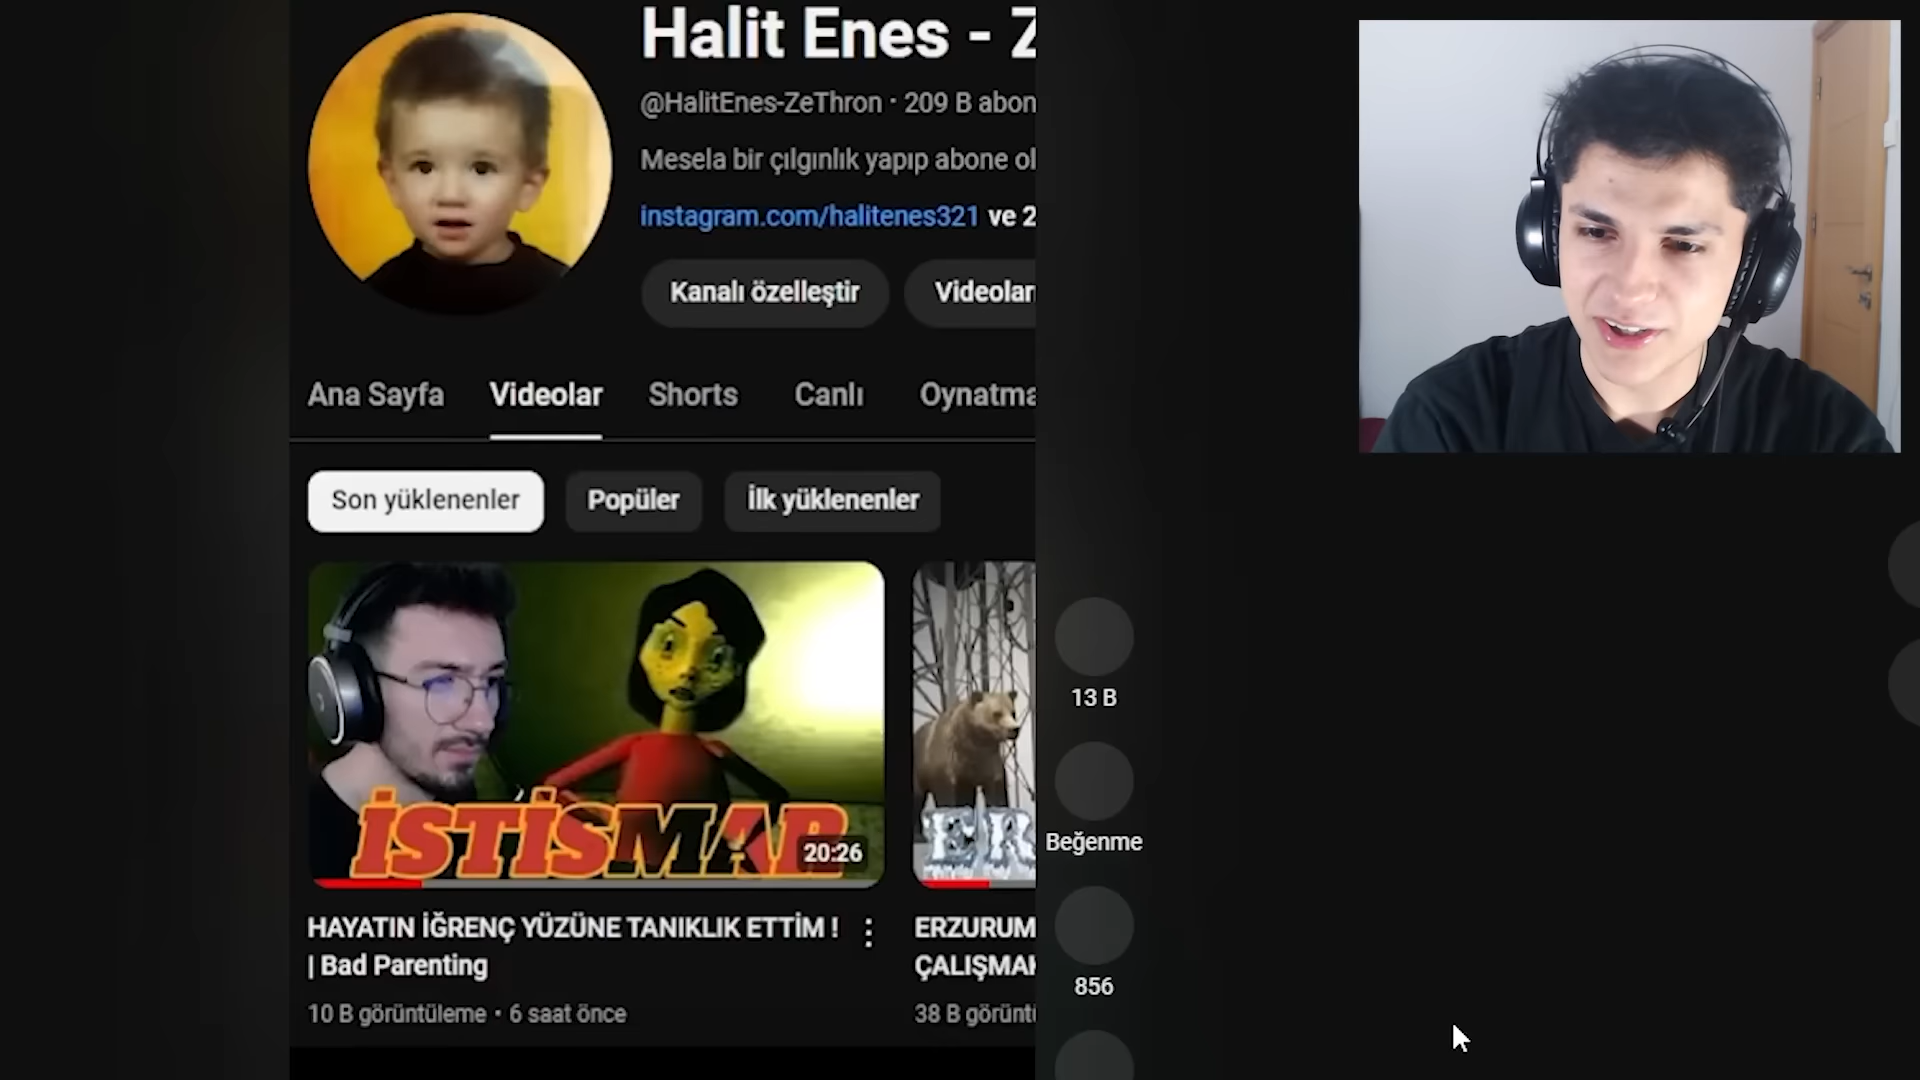 Halit Enes - Z
@HalitEnes-ZeThron · 209 B abon
Mesela bir çılgınlık yapıp abone ol
instagram.com/halitenes321 ve 2
Kanalı özelleştir
Videolar
Ana Sayfa
Videolar
Shorts
Canlı
Oynatma
Son yüklenenler
Popüler
İlk yüklenenler
İSTİSMAR
20:26
ER
HAYATIN İĞRENÇ YÜZÜNE TANIKLIK ETTİM !
| Bad Parenting
10 B görüntüleme · 6 saat önce
ERZURUM
ÇALIŞMAK
38 B görüntü
13 B
Beğenme
856